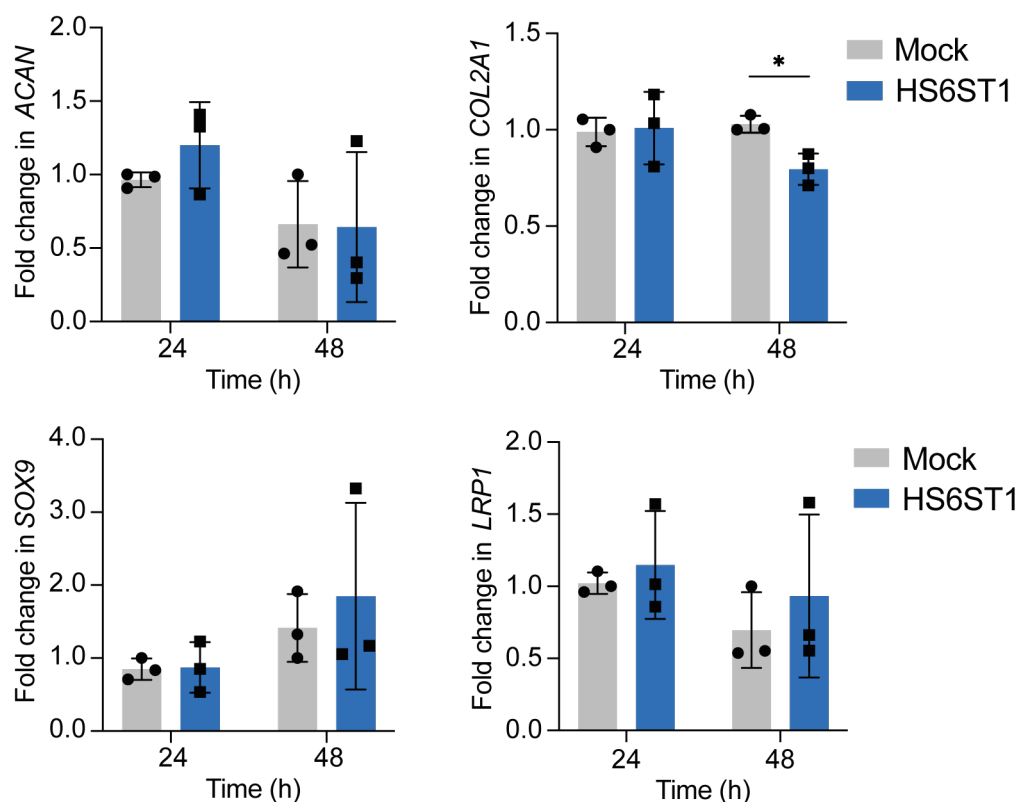 Fold change in ACAN
2.0
1.5
1.0
0.5
0.0
24
48
Time (h)
Fold change in COL2A1
1.5
1.0
0.5
0.0
*
24
48
Time (h)
Mock
HS6ST1
Fold change in SOX9
4.0
3.0
2.0
1.0
0.0
24
48
Time (h)
Fold change in LRP1
2.0
1.5
1.0
0.5
0.0
24
48
Time (h)
Mock
HS6ST1